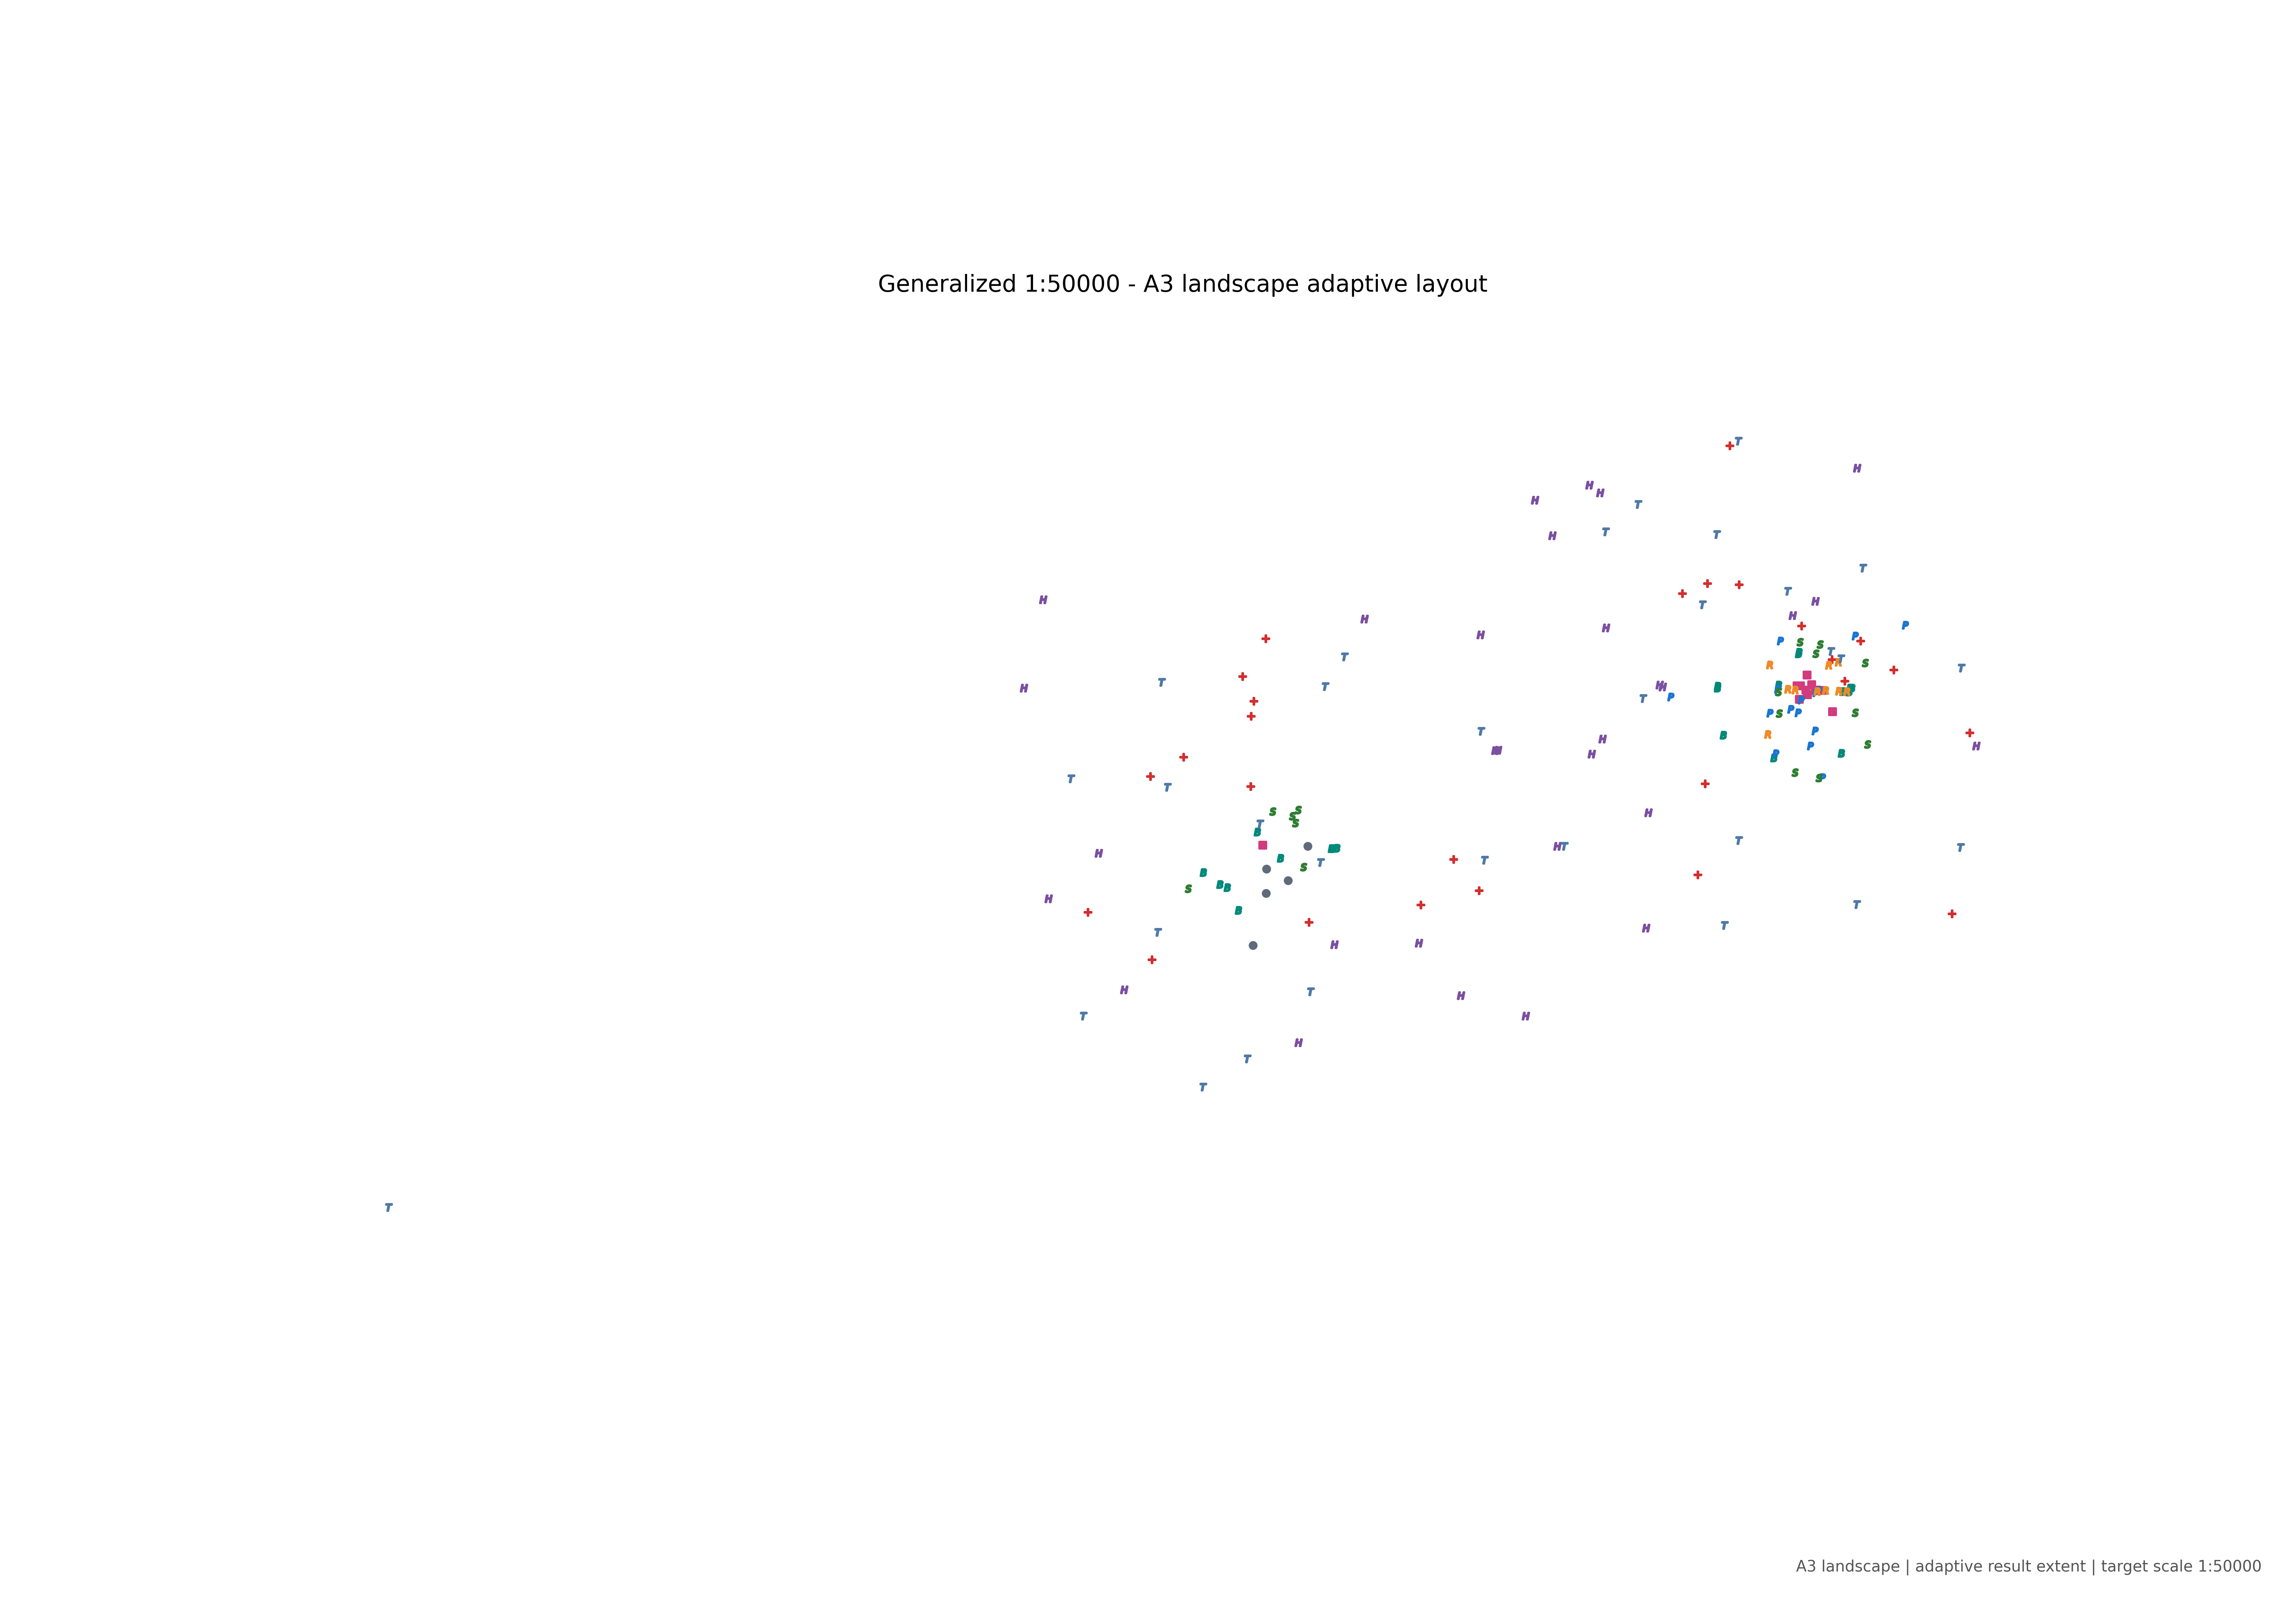 Generalized 1:50000 - A3 landscape adaptive layout
A3 landscape | adaptive result extent | target scale 1:50000